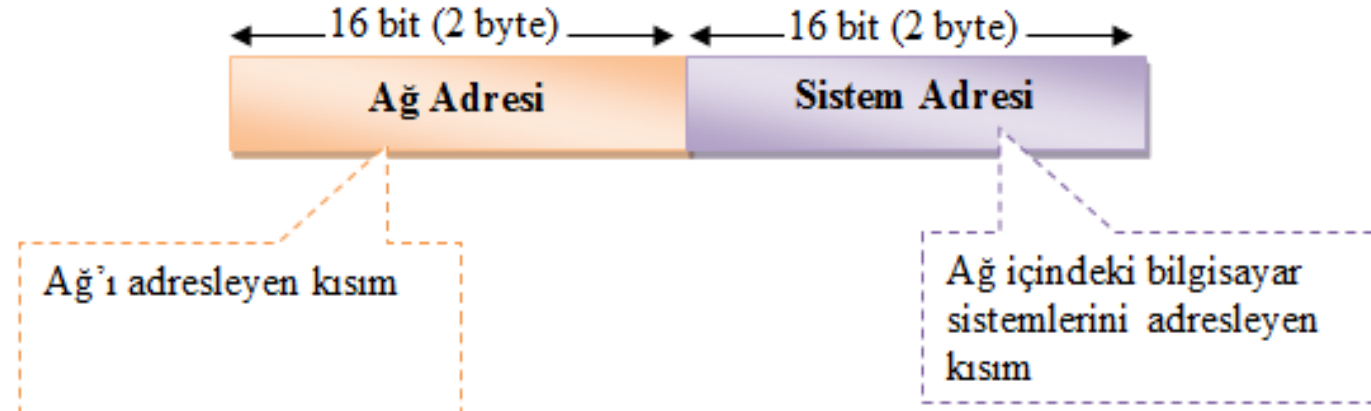 16 bit (2 byte) 16 bit (2 byte)
Ağ Adresi Sistem Adresi
Ağ’ı adresleyen kısım
Ağ içindeki bilgisayar
sistemlerini adresleyen
kısım